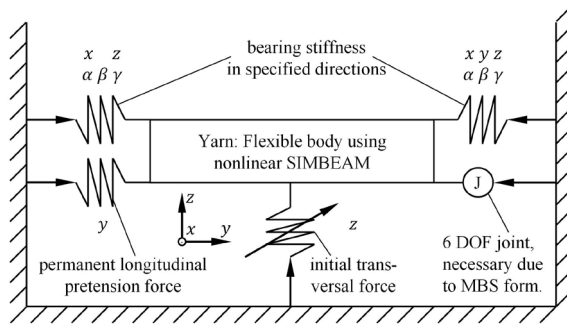 bearing stiffness
in specified directions
x z
α β γ
x y z
α β γ
Yarn: Flexible body using
nonlinear SIMBEAM
J
y
z
x
y
z
permanent longitudinal
pretension force
initial trans-
versal force
6 DOF joint,
necessary due
to MBS form.